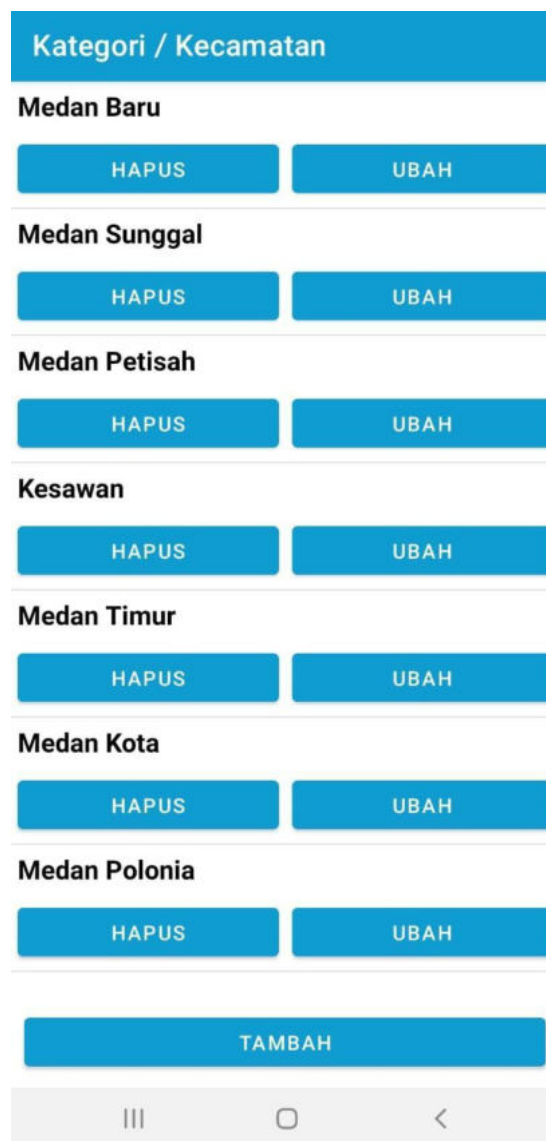 Kategori / Kecamatan
Medan Baru
HAPUS UBAH
Medan Sunggal
HAPUS UBAH
Medan Petisah
HAPUS UBAH
Kesawan
HAPUS UBAH
Medan Timur
HAPUS UBAH
Medan Kota
HAPUS UBAH
Medan Polonia
HAPUS UBAH
TAMBAH